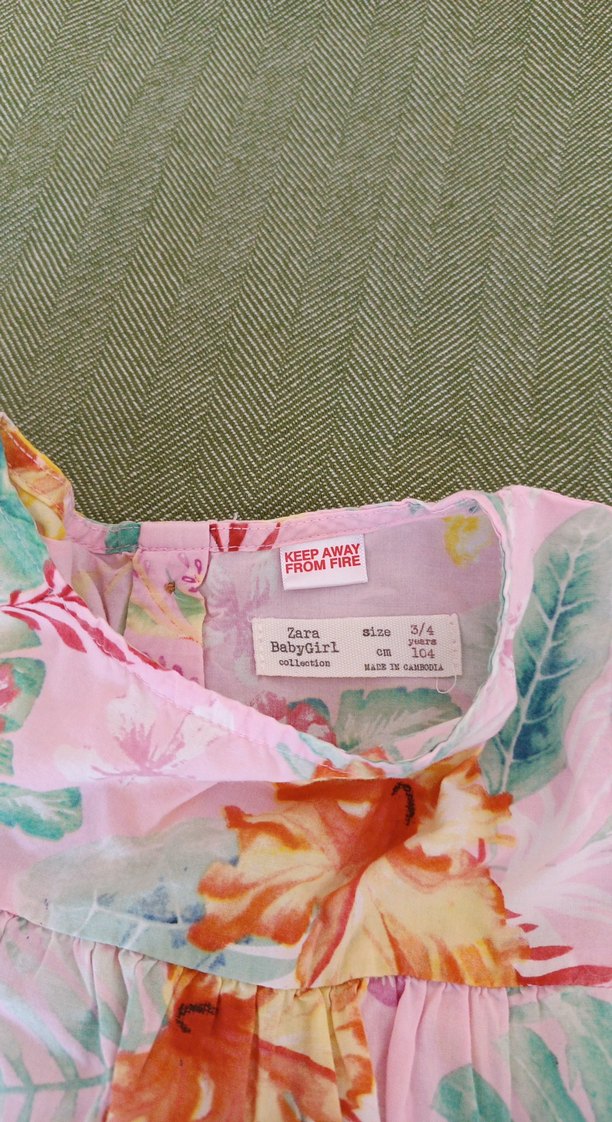 KEEP AWAY
FROM FIRE
Zara
BabyGirl
collection
size 3/4
years
cm 104
MADE IN CAMBODIA